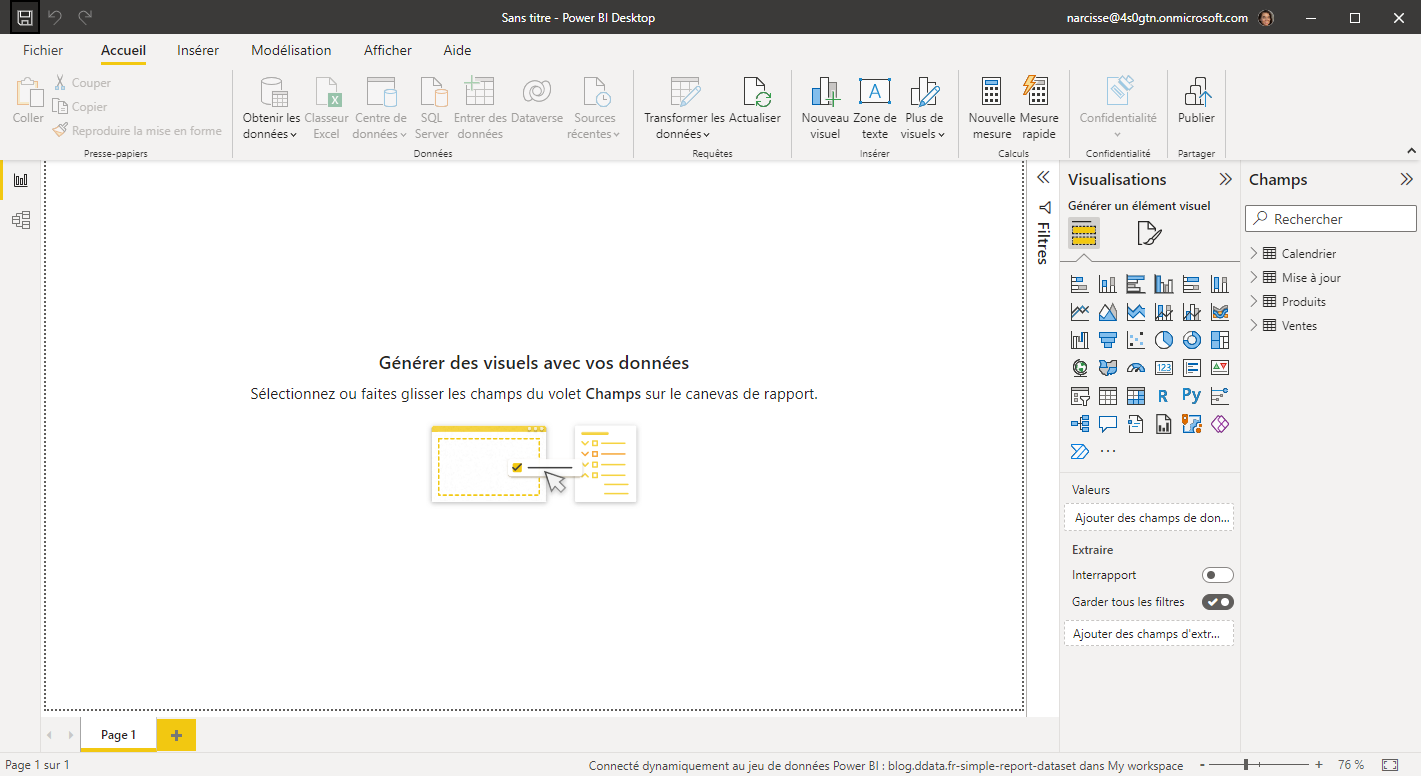 Sans titre - Power BI Desktop
narcisse@4s0gtn.onmicrosoft.com
Fichier Accueil Insérer Modélisation Afficher Aide
Coller
Couper
Copier
Reproduire la mise en forme
Presse-papiers
Obtenir les données
Classeur Excel
Centre de données
SQL Server
Entrer des données
Dataverse
Sources récentes
Données
Transformer les données
Actualiser
Requêtes
Nouveau visuel
A
Zone de texte
Plus de visuels
Insérer
Nouvelle mesure
Mesure rapide
Calculs
Confidentialité
Confidentialité
Publier
Partager
Générer des visuels avec vos données
Sélectionnez ou faites glisser les champs du volet Champs sur le canevas de rapport.
Filtres
Visualisations
Générer un élément visuel
123
R
Py
...
Valeurs
Ajouter des champs de don...
Extraire
Interrapport
Garder tous les filtres
Ajouter des champs d'extr...
Champs
Rechercher
Calendrier
Mise à jour
Produits
Ventes
Page 1
+
Page 1 sur 1
Connecté dynamiquement au jeu de données Power BI : blog.ddata.fr-simple-report-dataset dans My workspace
- + 76 %